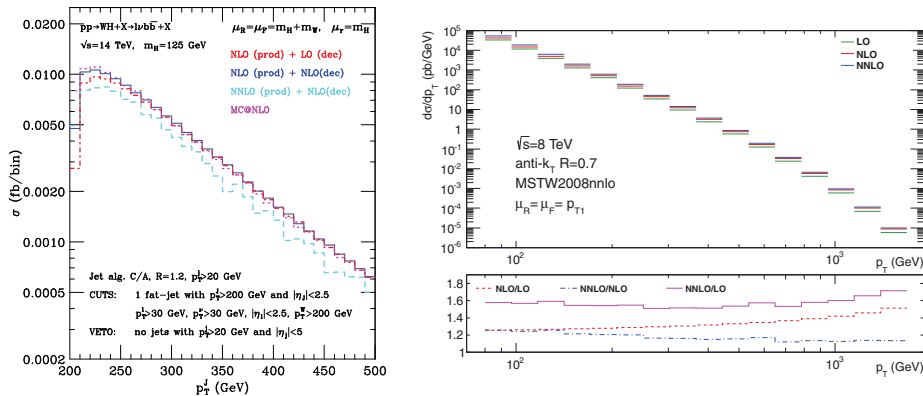 pp→WH+X→lνbb̄+X
√s=14 TeV, m_H=125 GeV
μ_R=μ_F=m_H+m_W, μ_r=m_H
NLO (prod) + LO (dec)
NLO (prod) + NLO(dec)
NNLO (prod) + NLO(dec)
MC@NLO
0.0100
0.0050
0.0020
0.0010
0.0005
0.0002
σ (fb/bin)
Jet alg. C/A, R=1.2, p_T^j>20 GeV
CUTS: 1 fat-jet with p_T^J>200 GeV and |η_J|<2.5
p_T^l>30 GeV, p_T^ν>30 GeV, |η_l|<2.5, p_T^W>200 GeV
VETO: no jets with p_T^j>20 GeV and |η_j|<5
200 250 300 350 400 450 500
p_T^J (GeV)
dσ/dp_T (pb/GeV)
10^5
10^4
10^3
10^2
10
1
10^-1
10^-2
10^-3
10^-4
10^-5
10^-6
LO
NLO
NNLO
√s=8 TeV
anti-k_T R=0.7
MSTW2008nnlo
μ_R = μ_F = p_T1
10^2 10^3
p_T (GeV)
NLO/LO NNLO/NLO NNLO/LO
1.8
1.6
1.4
1.2
1
10^2 10^3
p_T (GeV)